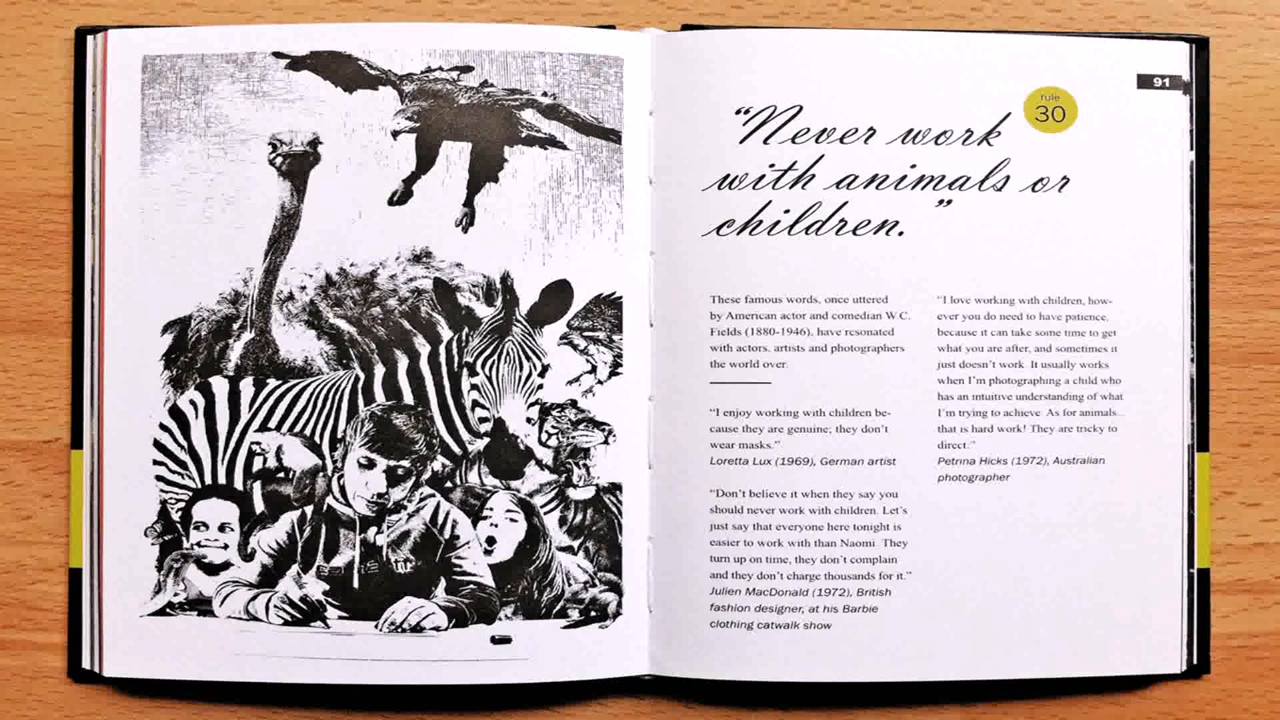 91
rule
30
“Never work
with animals or
children.”
These famous words, once uttered
by American actor and comedian W.C.
Fields (1880-1946), have resonated
with actors, artists and photographers
the world over.
“I enjoy working with children be-
cause they are genuine; they don’t
wear masks.”
Loretta Lux (1969), German artist
“Don’t believe it when they say you
should never work with children. Let’s
just say that everyone here tonight is
easier to work with than Naomi. They
turn up on time, they don’t complain
and they don’t charge thousands for it.”
Julien MacDonald (1972), British
fashion designer, at his Barbie
clothing catwalk show
“I love working with children, how-
ever you do need to have patience,
because it can take some time to get
what you are after, and sometimes it
just doesn’t work. It usually works
when I’m photographing a child who
has an intuitive understanding of what
I’m trying to achieve. As for animals...
that is hard work! They are tricky to
direct.”
Petrina Hicks (1972), Australian
photographer